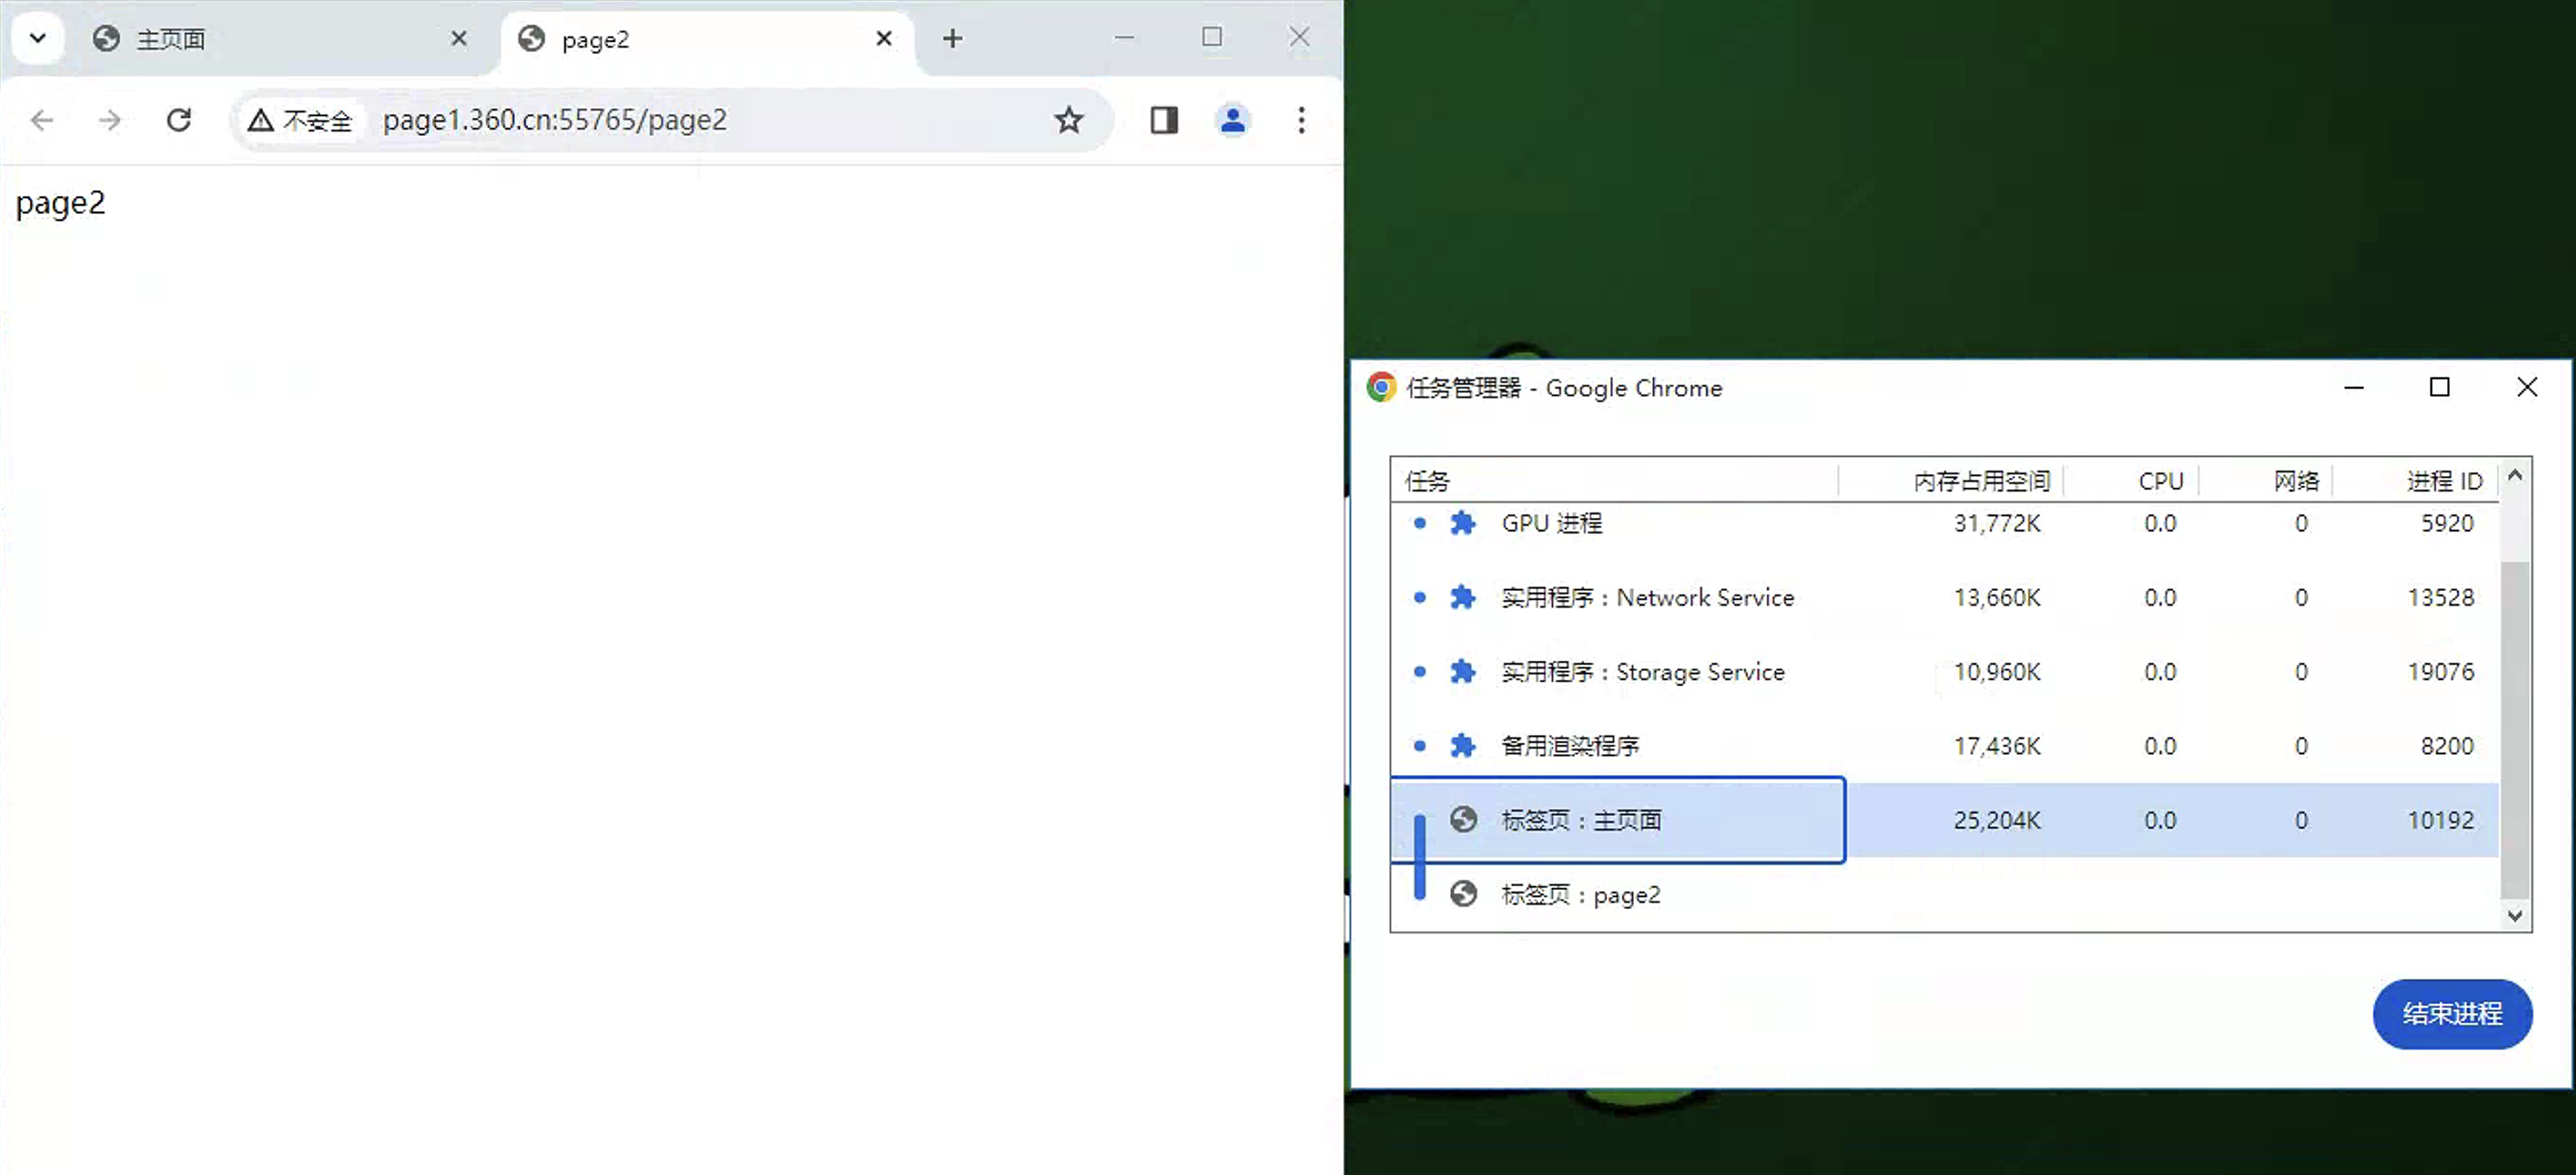 主页面
page2
不安全 page1.360.cn:55765/page2
page2
任务管理器 - Google Chrome
任务 内存占用空间 CPU 网络 进程 ID
GPU 进程 31,772K 0.0 0 5920
实用程序：Network Service 13,660K 0.0 0 13528
实用程序：Storage Service 10,960K 0.0 0 19076
备用渲染程序 17,436K 0.0 0 8200
标签页：主页面 25,204K 0.0 0 10192
标签页：page2
结束进程